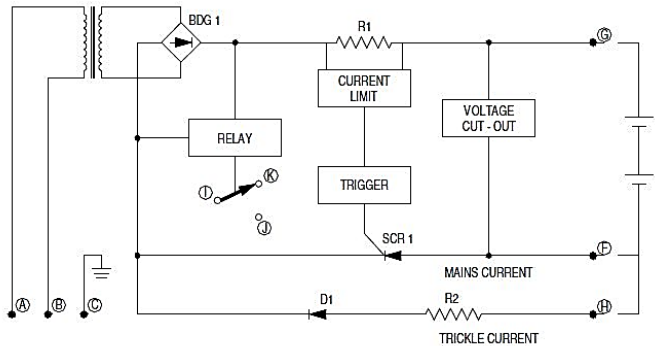 BDG 1
R1
G
CURRENT
LIMIT
VOLTAGE
CUT - OUT
RELAY
TRIGGER
I
K
J
SCR 1
F
MAINS CURRENT
A
B
C
D1
R2
H
TRICKLE CURRENT